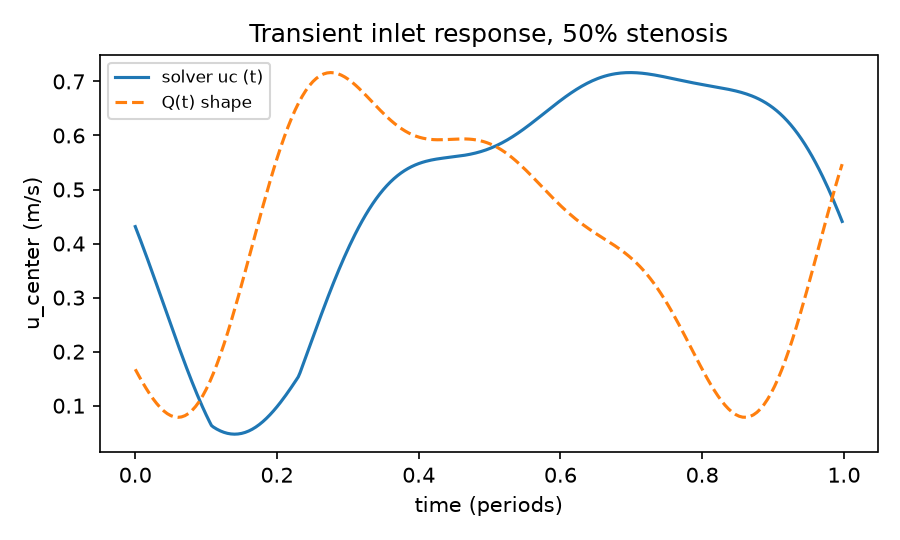 Transient inlet response, 50% stenosis
solver uc (t)
Q(t) shape
u_center (m/s)
0.7
0.6
0.5
0.4
0.3
0.2
0.1
0.0 0.2 0.4 0.6 0.8 1.0
time (periods)